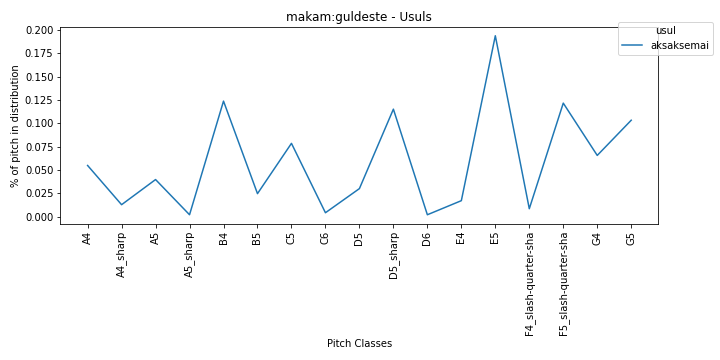 makam:guldeste - Usuls
usul
aksaksemai
% of pitch in distribution
0.200
0.175
0.150
0.125
0.100
0.075
0.050
0.025
0.000
A4
A4_sharp
A5
A5_sharp
B4
B5
C5
C6
D5
D5_sharp
D6
E4
E5
F4_slash-quarter-sha
F5_slash-quarter-sha
G4
G5
Pitch Classes